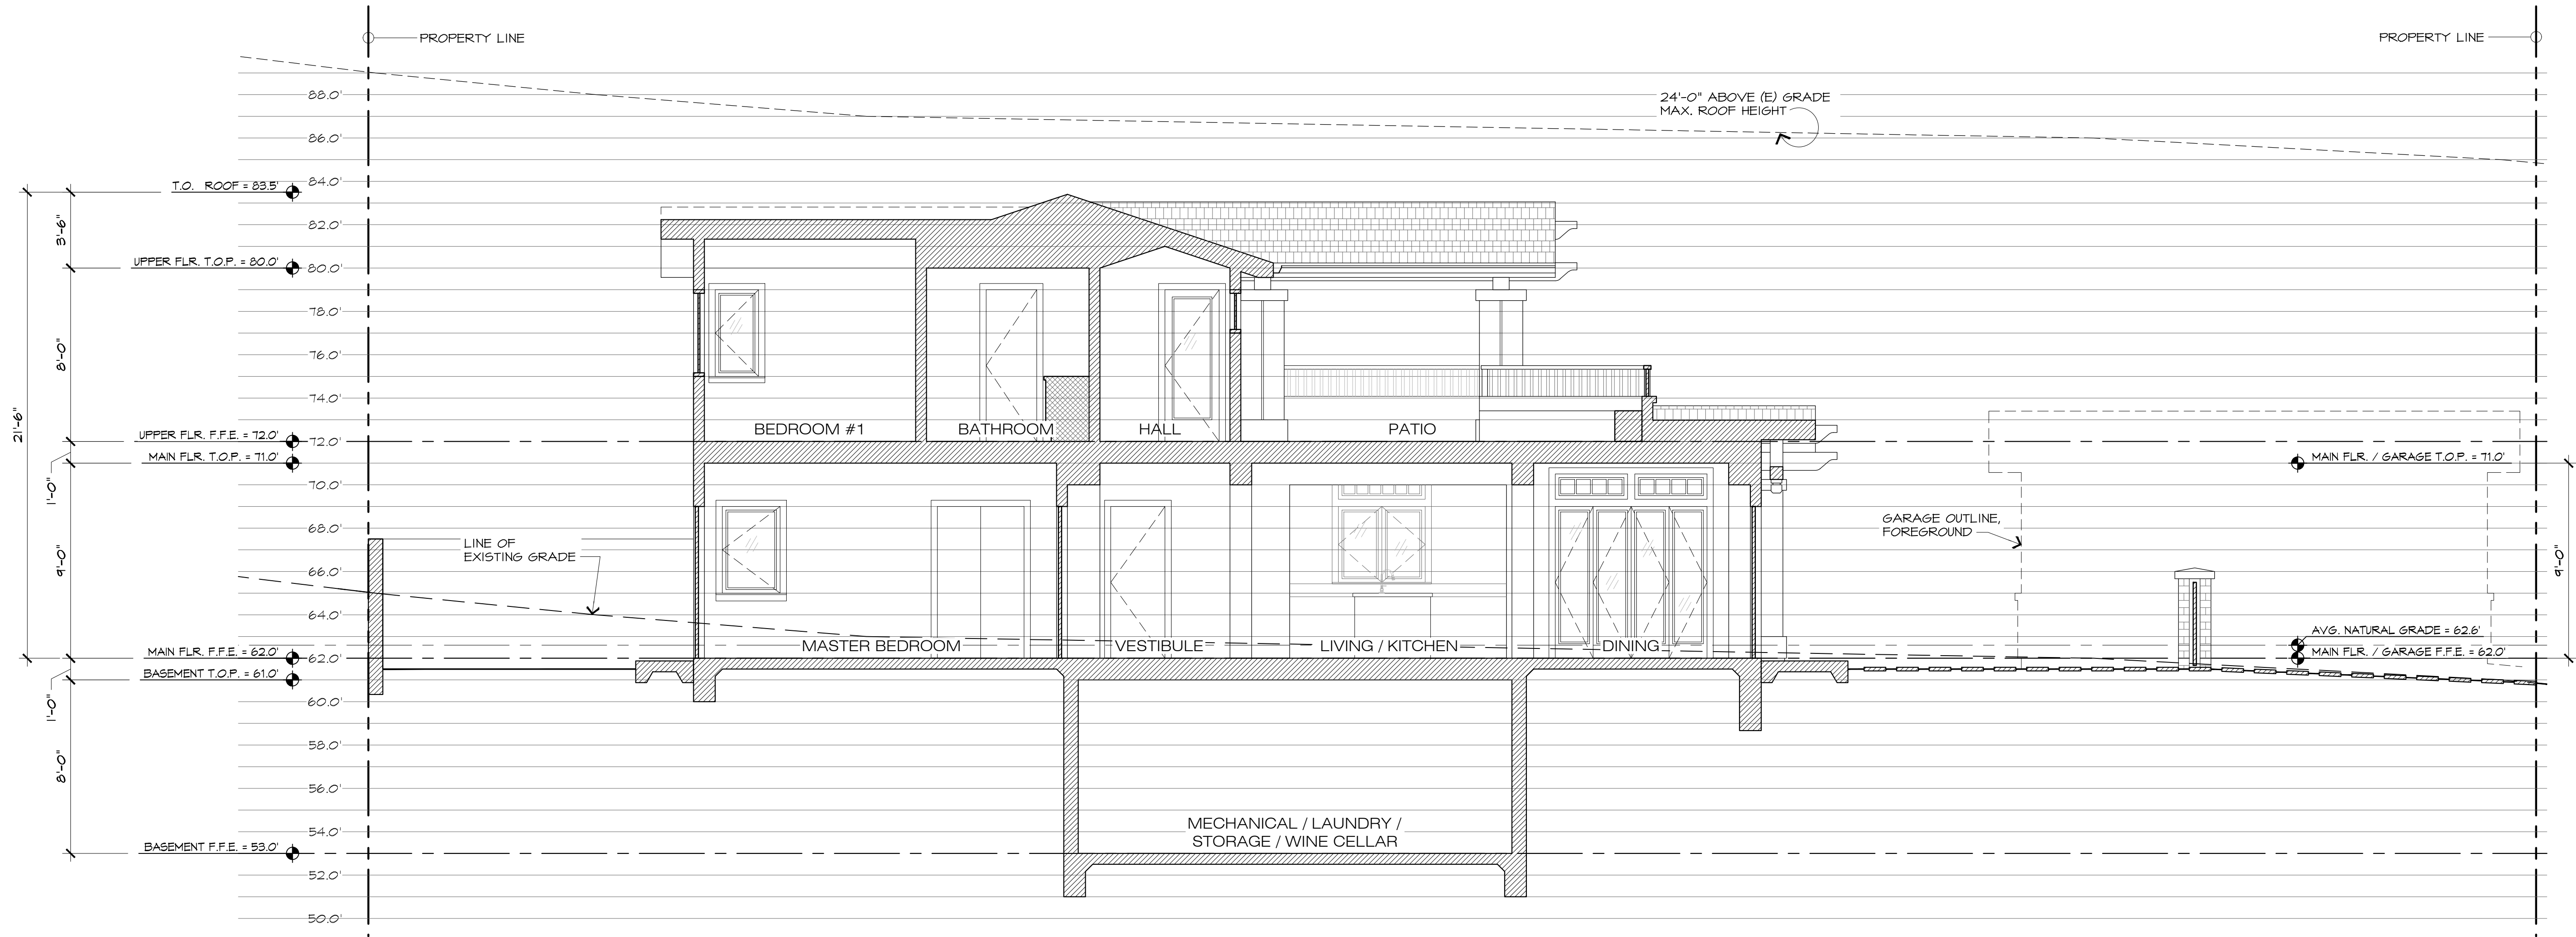 PROPERTY LINE
PROPERTY LINE
88.0'
24'-0" ABOVE (E) GRADE
MAX. ROOF HEIGHT
86.0'
T.O. ROOF = 83.5'
84.0'
3'-6"
82.0'
UPPER FLR. T.O.P. = 80.0'
80.0'
78.0'
8'-0"
76.0'
74.0'
21'-6"
UPPER FLR. F.F.E. = 72.0'
72.0'
BEDROOM #1
BATHROOM
HALL
PATIO
MAIN FLR. T.O.P. = 71.0'
MAIN FLR. / GARAGE T.O.P. = 71.0'
1'-0"
70.0'
68.0'
GARAGE OUTLINE,
FOREGROUND
LINE OF
EXISTING GRADE
9'-0"
9'-0"
66.0'
64.0'
AVG. NATURAL GRADE = 62.6'
MAIN FLR. F.F.E. = 62.0'
62.0'
MASTER BEDROOM
VESTIBULE
LIVING / KITCHEN
DINING
MAIN FLR. / GARAGE F.F.E. = 62.0'
BASEMENT T.O.P. = 61.0'
1'-0"
60.0'
58.0'
8'-0"
56.0'
54.0'
MECHANICAL / LAUNDRY /
STORAGE / WINE CELLAR
BASEMENT F.F.E. = 53.0'
52.0'
50.0'